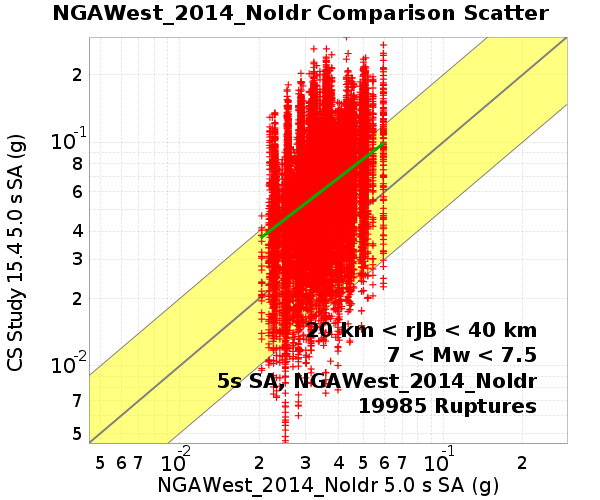 NGAWest_2014_NoIdr Comparison Scatter
CS Study 15.4 5.0 s SA (g)
2
10^-1
8
6
4
3
2
10^-2
7
5
20 km < rJB < 40 km
7 < Mw < 7.5
5s SA, NGAWest_2014_NoIdr
19985 Ruptures
5 6 7 10^-2 2 3 4 5 6 7 10^-1 2
NGAWest_2014_NoIdr 5.0 s SA (g)